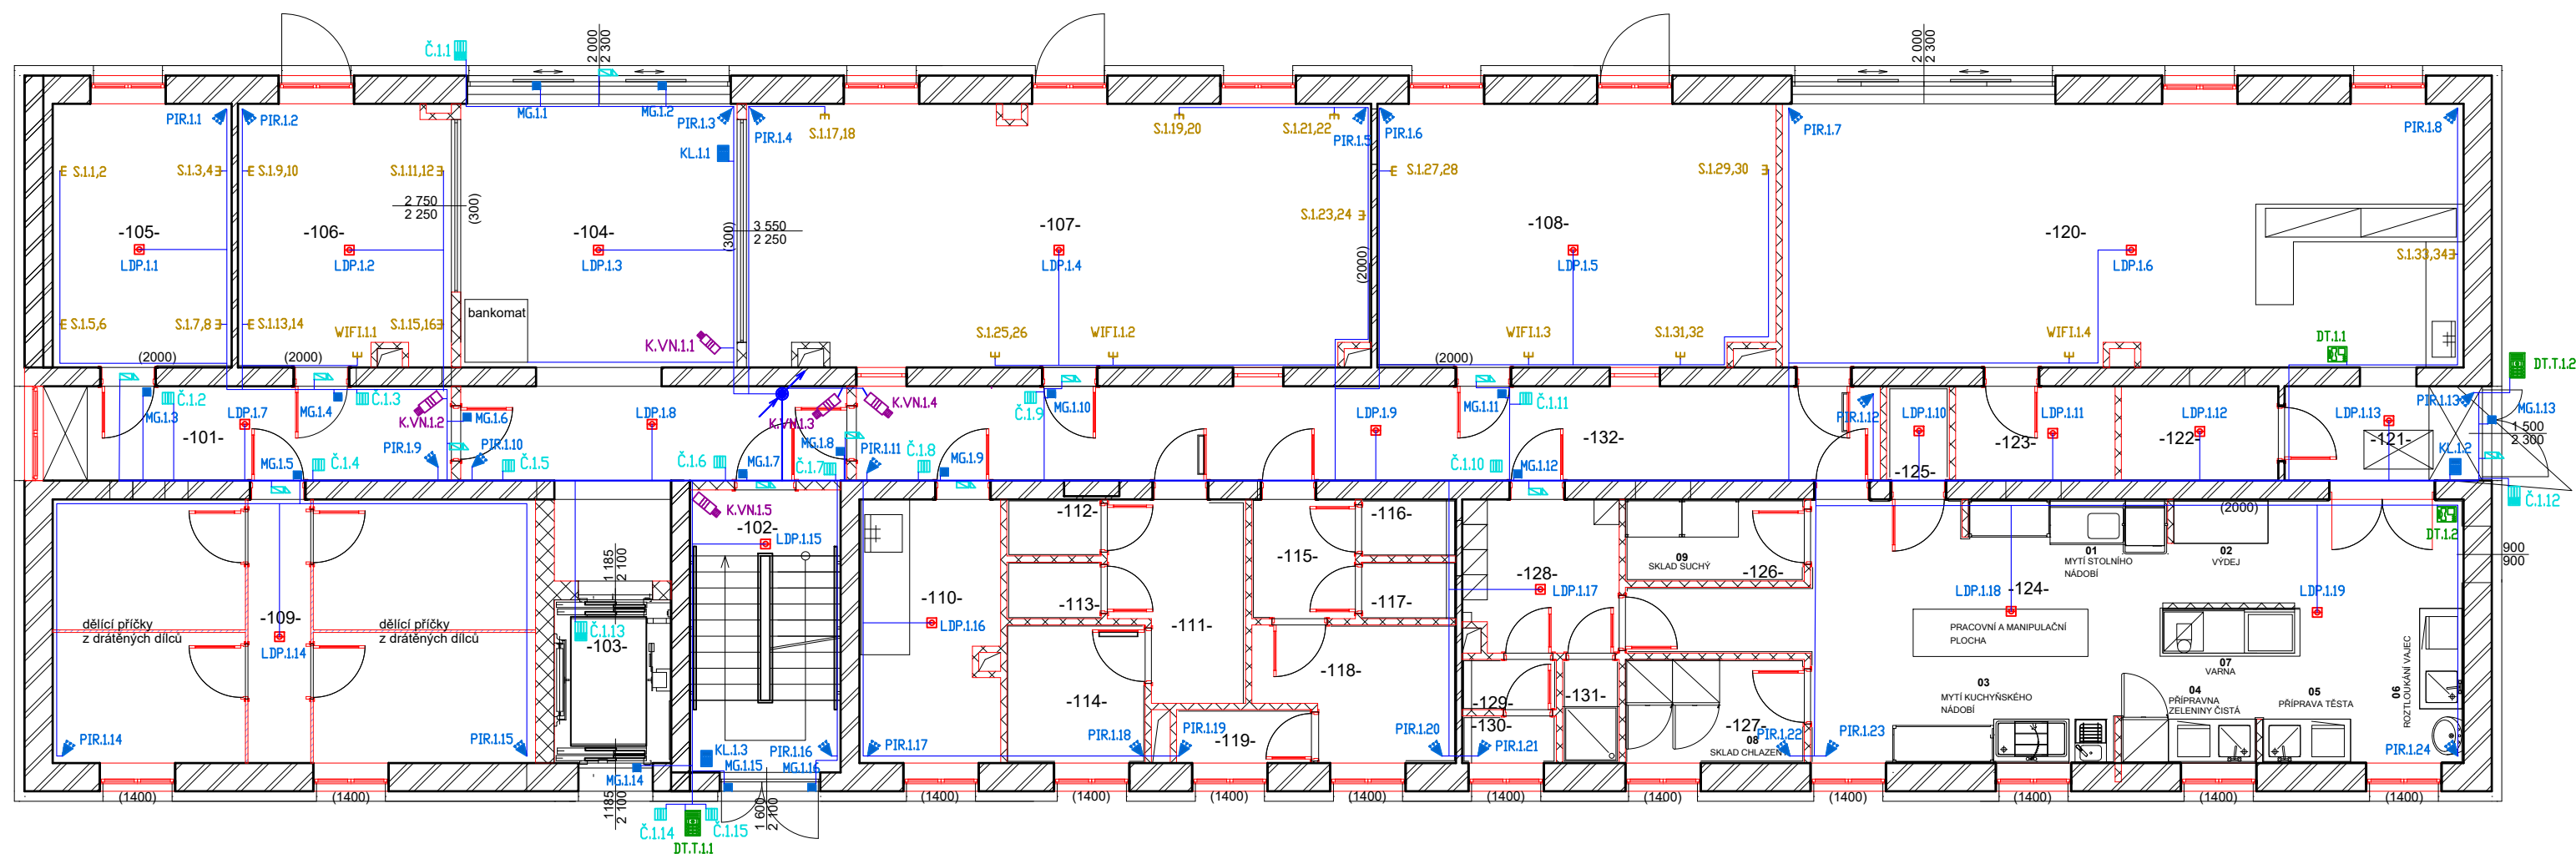 Č.1.1
2 000
2 300
2 000
2 300
MG.1.1
MG.1.2
PIR.1.1
PIR.1.2
PIR.1.3
PIR.1.4
S.1.17,18
S.1.19,20
S.1.21,22
PIR.1.5
PIR.1.6
PIR.1.7
PIR.1.8
KL.1.1
S.1.1,2
S.1.3,4
S.1.9,10
S.1.11,12
S.1.27,28
S.1.29,30
2 750
2 250
(300)
3 550
2 250
(300)
S.1.23,24
-105-
-106-
-104-
-107-
-108-
-120-
LDP.1.1
LDP.1.2
LDP.1.3
LDP.1.4
LDP.1.5
LDP.1.6
(2000)
S.1.33,34
bankomat
S.1.5,6
S.1.7,8
S.1.13,14
S.1.15,16
WIFI.1.1
K.VN.1.1
S.1.25,26
WIFI.1.2
WIFI.1.3
S.1.31,32
WIFI.1.4
DT.1.1
DT.T.1.2
(2000)
(2000)
(2000)
MG.1.3
Č.1.2
LDP.1.7
MG.1.4
Č.1.3
K.VN.1.2
MG.1.6
LDP.1.8
K.VN.1.3
K.VN.1.4
Č.1.9
MG.1.10
LDP.1.9
MG.1.11
Č.1.11
PIR.1.12
LDP.1.10
LDP.1.11
LDP.1.12
LDP.1.13
PIR.1.13
MG.1.13
-101-
-132-
-125-
-123-
-122-
-121-
1 500
2 300
KL.1.2
MG.1.5
Č.1.4
PIR.1.9
PIR.1.10
Č.1.5
Č.1.6
MG.1.7
MG.1.8
Č.1.7
PIR.1.11
Č.1.8
MG.1.9
Č.1.10
MG.1.12
Č.1.12
K.VN.1.5
-102-
LDP.1.15
-112-
-116-
(2000)
DT.1.2
900
900
1 185
2 100
-115-
-128-
LDP.1.17
09
SKLAD SUCHÝ
-126-
01
MYTÍ STOLNÍHO
NÁDOBÍ
02
VÝDEJ
-110-
LDP.1.16
-113-
-117-
LDP.1.18
-124-
LDP.1.19
dělící příčky
z drátěných dílců
-109-
LDP.1.14
dělící příčky
z drátěných dílců
Č.1.13
-103-
-111-
-118-
PRACOVNÍ A MANIPULAČNÍ
PLOCHA
07
VARNA
06
ROZTLOUKÁNÍ VAJEC
-114-
-129-
-131-
-130-
-127-
08
SKLAD CHLAZEN
03
MYTÍ KUCHYŇSKÉHO
NÁDOBÍ
04
PŘÍPRAVNA
ZELENINY ČISTÁ
05
PŘÍPRAVA TĚSTA
PIR.1.14
PIR.1.15
KL.1.3
PIR.1.16
PIR.1.17
PIR.1.18
PIR.1.19
-119-
PIR.1.20
PIR.1.21
PIR.1.22
PIR.1.23
PIR.1.24
MG.1.14
MG.1.15
MG.1.16
(1400)
(1400)
1185
2 100
Č.1.14
Č.1.15
1 600
2 100
(1400)
(1400)
(1400)
(1400)
(1400)
(1400)
(1400)
(1400)
(1400)
(1400)
DT.T.1.1